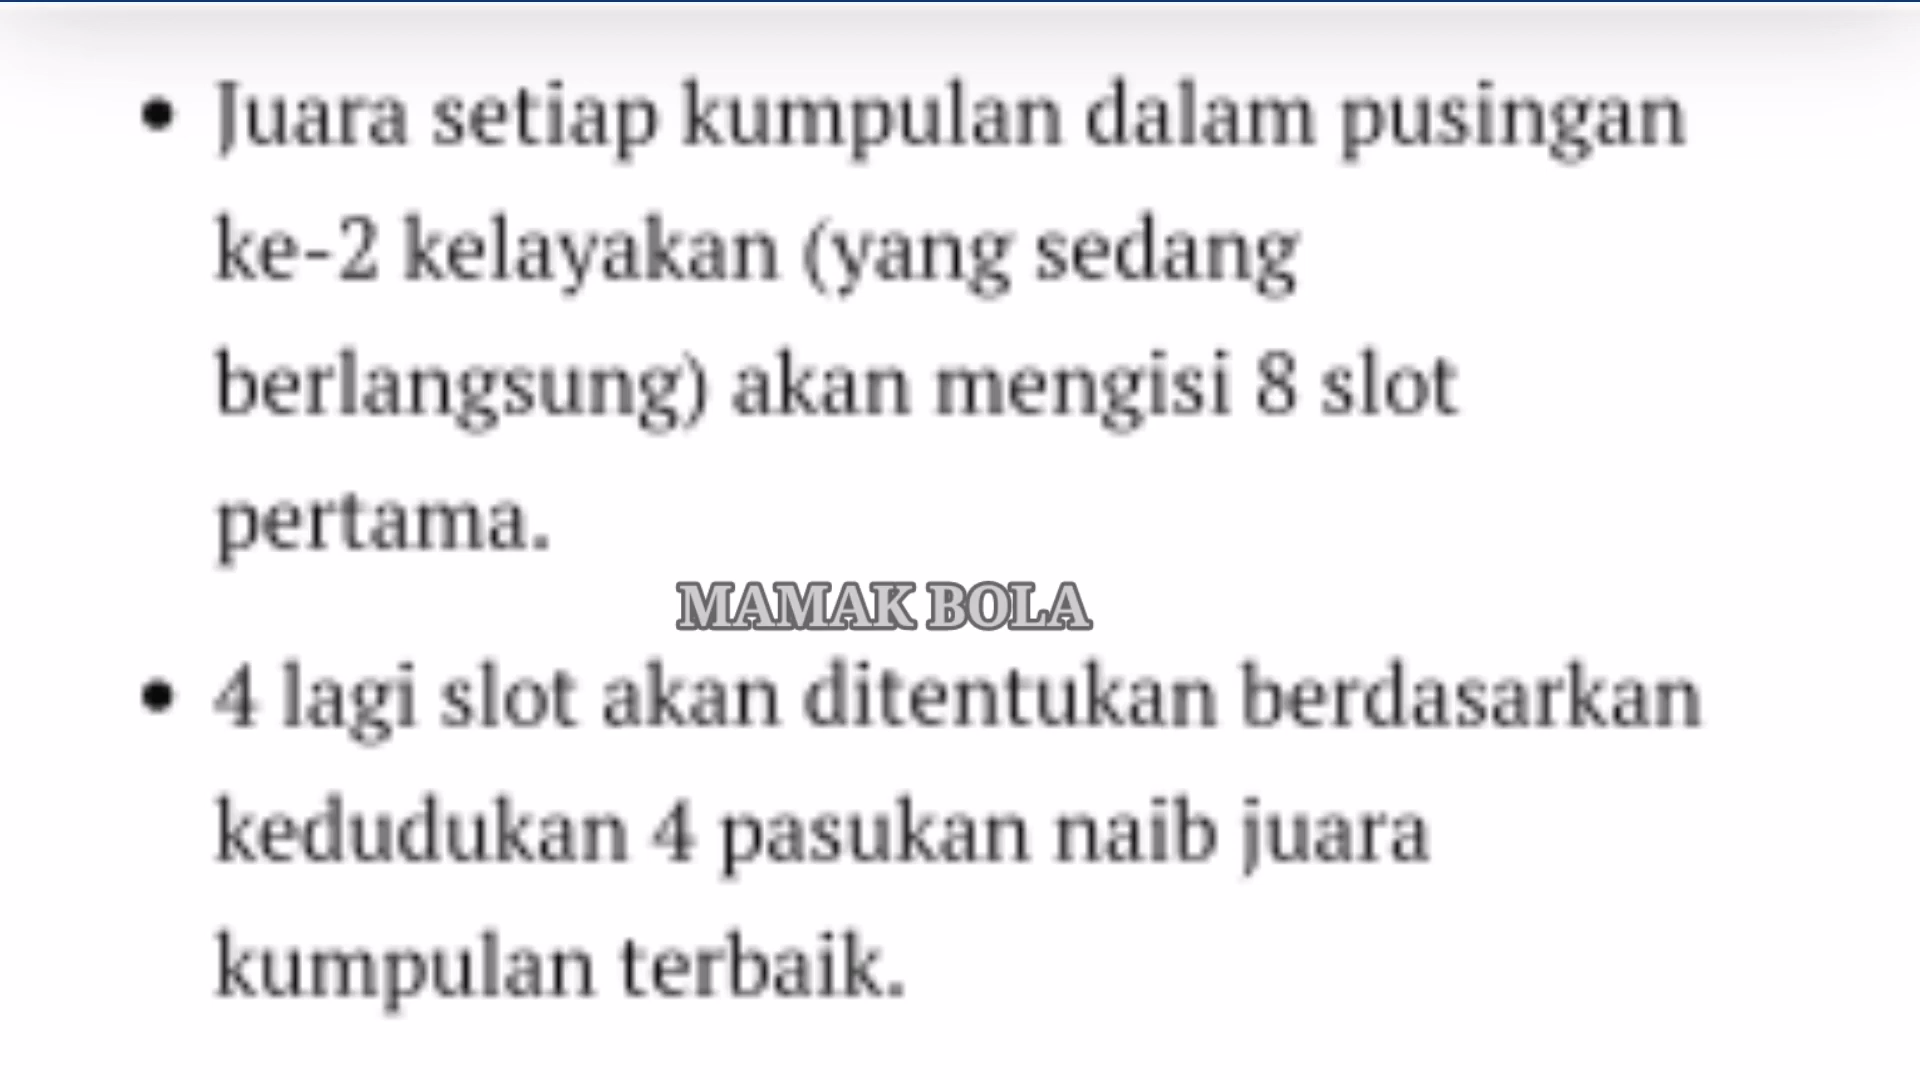 • Juara setiap kumpulan dalam pusingan
ke-2 kelayakan (yang sedang
berlangsung) akan mengisi 8 slot
pertama.
MAMAK BOLA
• 4 lagi slot akan ditentukan berdasarkan
kedudukan 4 pasukan naib juara
kumpulan terbaik.